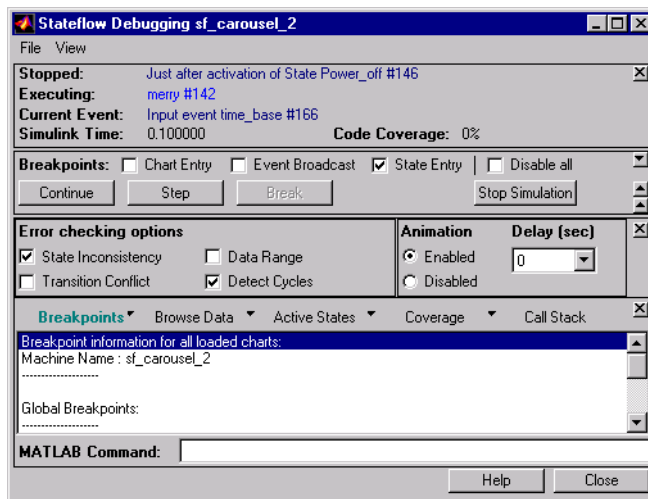 Stateflow Debugging sf_carousel_2
File View
Stopped: Just after activation of State Power_off #146
Executing: merry #142
Current Event: Input event time_base #166
Simulink Time: 0.100000 Code Coverage: 0%
Breakpoints: Chart Entry Event Broadcast State Entry Disable all
Continue Step Break Stop Simulation
Error checking options Animation Delay (sec)
State Inconsistency Data Range Enabled 0
Transition Conflict Detect Cycles Disabled
Breakpoints Browse Data Active States Coverage Call Stack
Breakpoint information for all loaded charts:
Machine Name : sf_carousel_2
--------------------
Global Breakpoints:
--------------------
MATLAB Command:
Help Close